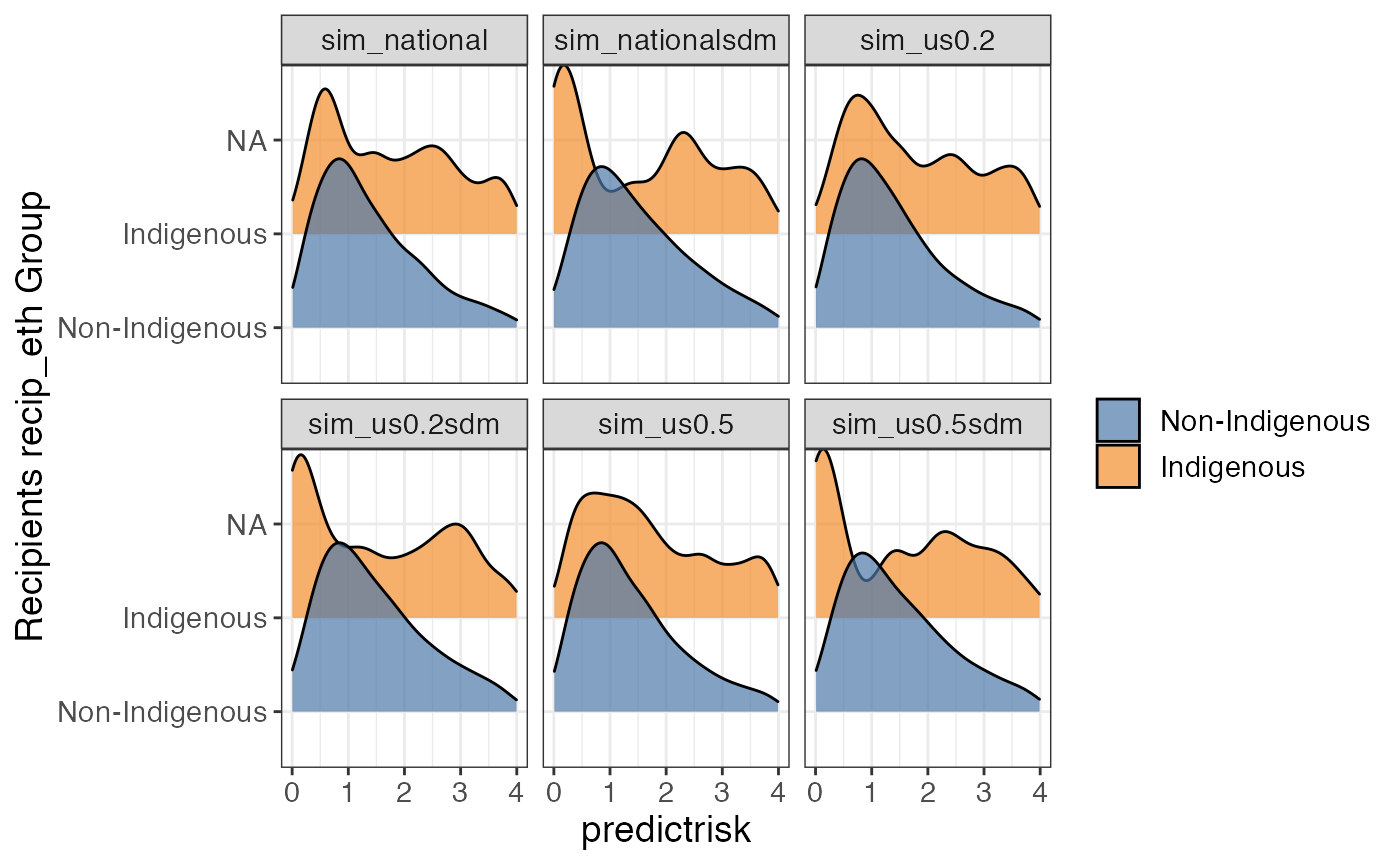 sim_national
sim_nationalsdm
sim_us0.2
NA
Indigenous
Non-Indigenous
sim_us0.2sdm
sim_us0.5
sim_us0.5sdm
NA
Indigenous
Non-Indigenous
0 1 2 3 4
0 1 2 3 4
0 1 2 3 4
predictrisk
Recipients recip_eth Group
Non-Indigenous
Indigenous